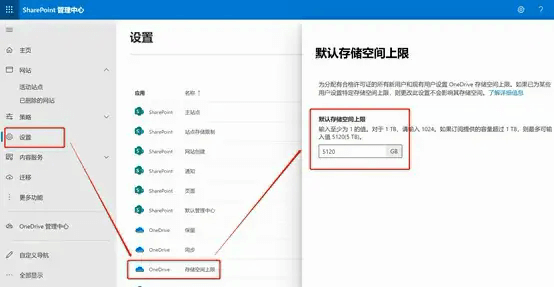 SharePoint 管理中心
?
主页
网站
活动站点
已删除的网站
策略
设置
内容服务
迁移
更多功能
OneDrive 管理中心
自定义导航
全部显示
设置
应用 名称 ↑
SharePoint 主站点
SharePoint 站点存储限制
SharePoint 网站创建
SharePoint 通知
SharePoint 页面
SharePoint 默认管理中心
OneDrive 保留
OneDrive 同步
OneDrive 存储空间上限
默认存储空间上限
为分配有合格许可证的所有新用户和现有用户设置 OneDrive 存储空间上限。如果已为某些
用户设置特定存储空间上限，则更改此设置不会影响其存储空间。了解详细信息
默认存储空间上限
输入至少为 1 的值。对于 1 TB，请输入 1024。如果订阅提供的容量超过 1 TB，则最多可输
入值 5120(5 TB)。
5120 GB